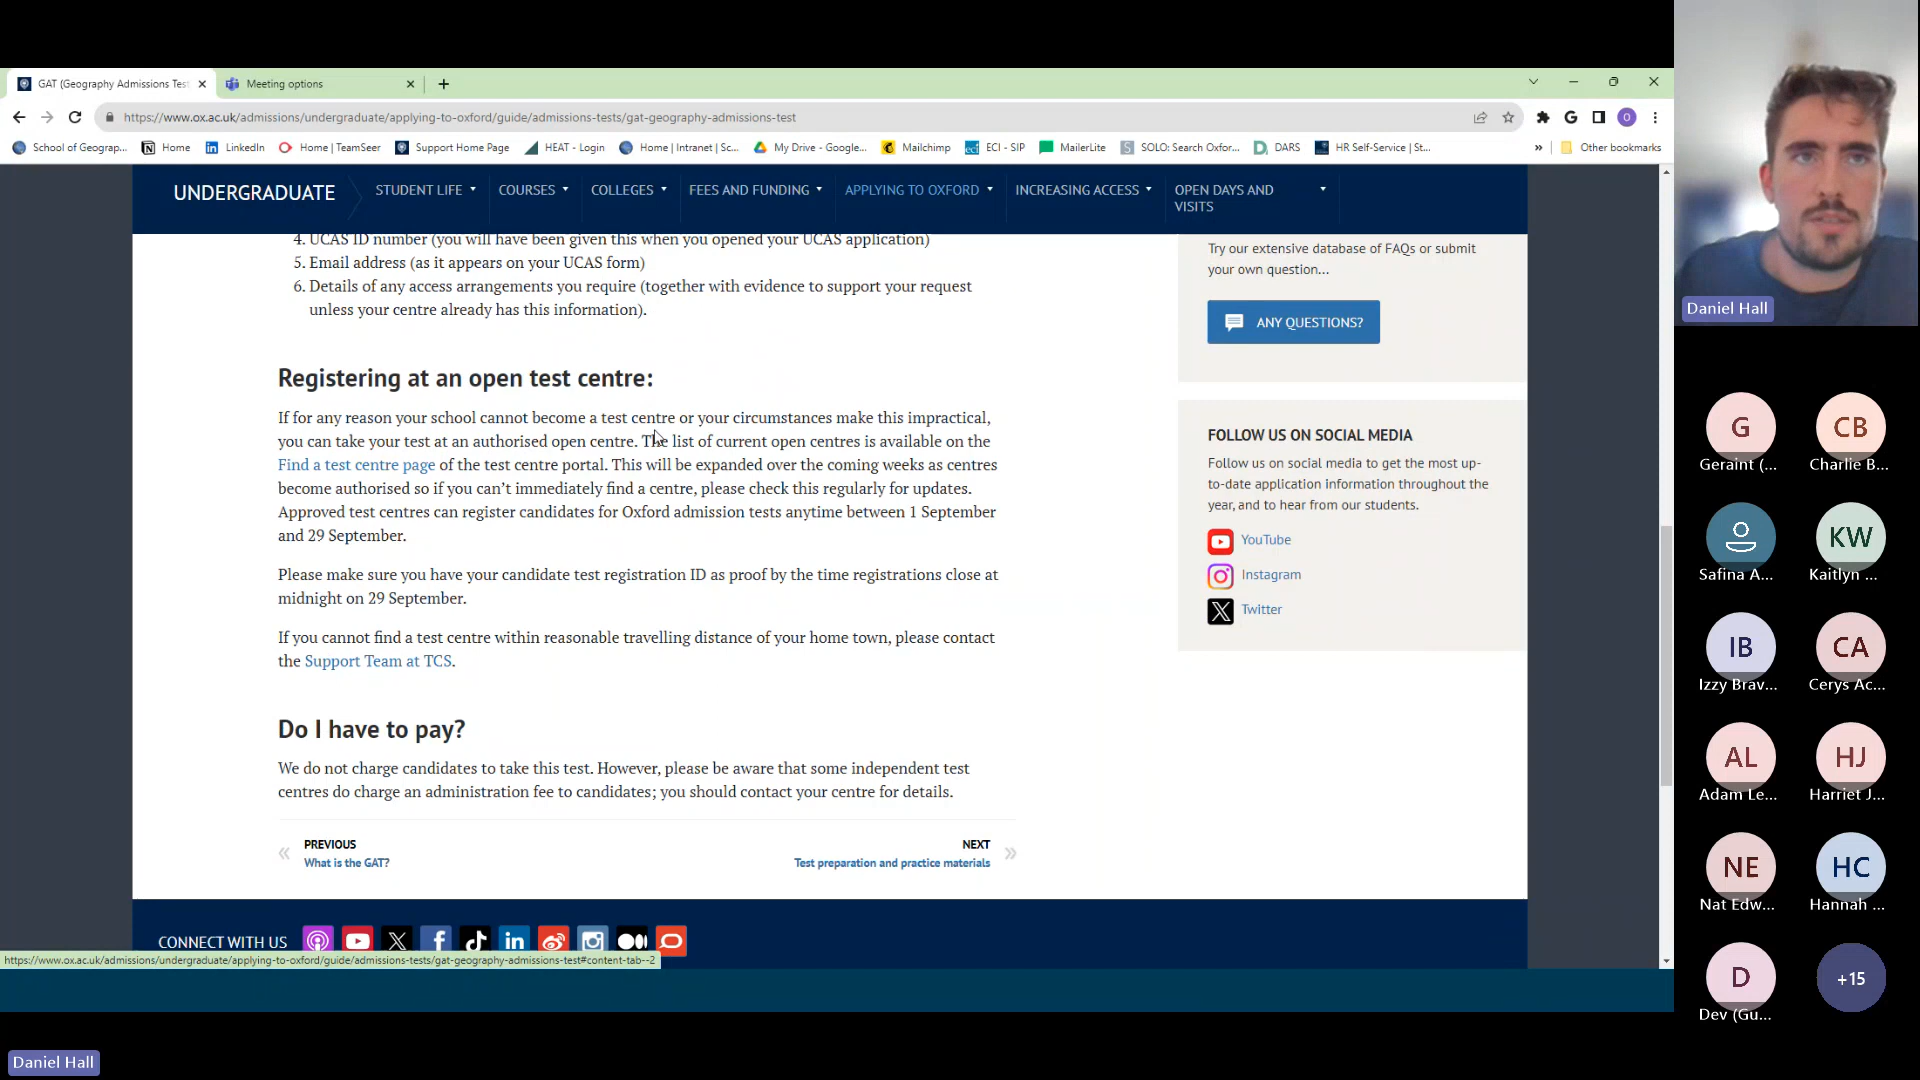 GAT (Geography Admissions Test
Meeting options
https://www.ox.ac.uk/admissions/undergraduate/applying-to-oxford/guide/admissions-tests/gat-geography-admissions-test
O
School of Geograp...
Home
LinkedIn
Home | TeamSeer
Support Home Page
HEAT - Login
Home | Intranet | Sc...
My Drive - Google...
Mailchimp
ECI - SIP
MailerLite
SOLO: Search Oxfor...
DARS
HR Self-Service | St...
»
Other bookmarks
UNDERGRADUATE
STUDENT LIFE
COURSES
COLLEGES
FEES AND FUNDING
APPLYING TO OXFORD
INCREASING ACCESS
OPEN DAYS AND
VISITS
4. UCAS ID number (you will have been given this when you opened your UCAS application)
5. Email address (as it appears on your UCAS form)
6. Details of any access arrangements you require (together with evidence to support your request
unless your centre already has this information).
Registering at an open test centre:
If for any reason your school cannot become a test centre or your circumstances make this impractical,
you can take your test at an authorised open centre. The list of current open centres is available on the
Find a test centre page of the test centre portal. This will be expanded over the coming weeks as centres
become authorised so if you can't immediately find a centre, please check this regularly for updates.
Approved test centres can register candidates for Oxford admission tests anytime between 1 September
and 29 September.
Please make sure you have your candidate test registration ID as proof by the time registrations close at
midnight on 29 September.
If you cannot find a test centre within reasonable travelling distance of your home town, please contact
the Support Team at TCS.
Do I have to pay?
We do not charge candidates to take this test. However, please be aware that some independent test
centres do charge an administration fee to candidates; you should contact your centre for details.
« PREVIOUS
What is the GAT?
NEXT »
Test preparation and practice materials
Try our extensive database of FAQs or submit
your own question...
ANY QUESTIONS?
FOLLOW US ON SOCIAL MEDIA
Follow us on social media to get the most up-
to-date application information throughout the
year, and to hear from our students.
YouTube
Instagram
Twitter
CONNECT WITH US
https://www.ox.ac.uk/admissions/undergraduate/applying-to-oxford/guide/admissions-tests/gat-geography-admissions-test#content-tab--2
Daniel Hall
Daniel Hall
G
Geraint (...
CB
Charlie B...
Safina A...
KW
Kaitlyn ...
IB
Izzy Brav...
CA
Cerys Ac...
AL
Adam Le...
HJ
Harriet J...
NE
Nat Edw...
HC
Hannah ...
D
Dev (Gu...
+15